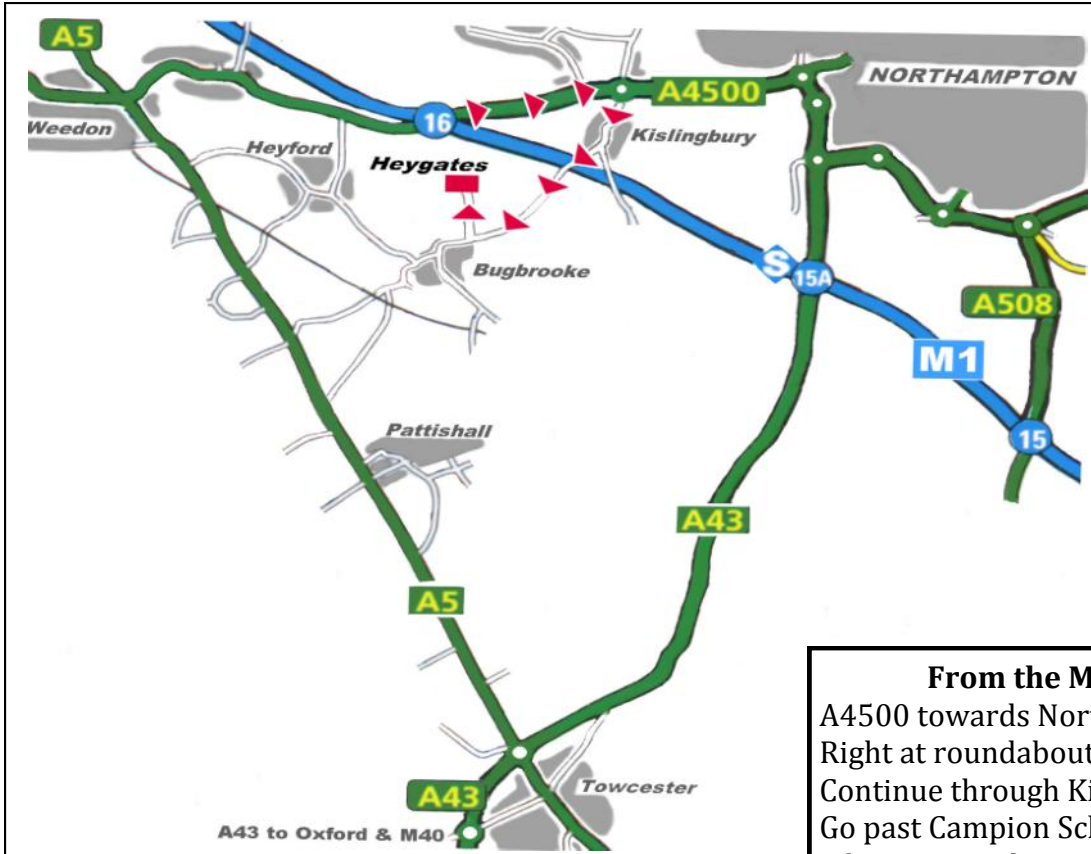 A5
NORTHAMPTON
A4500
16
Weedon
Kislingbury
Heyford
Heygates
Bugbrooke
S
15A
A508
M1
15
Pattishall
A43
A5
From the M
A4500 towards Nor
Right at roundabout
Continue through Ki
Go past Campion Sc
Towcester
A43
A43 to Oxford & M40